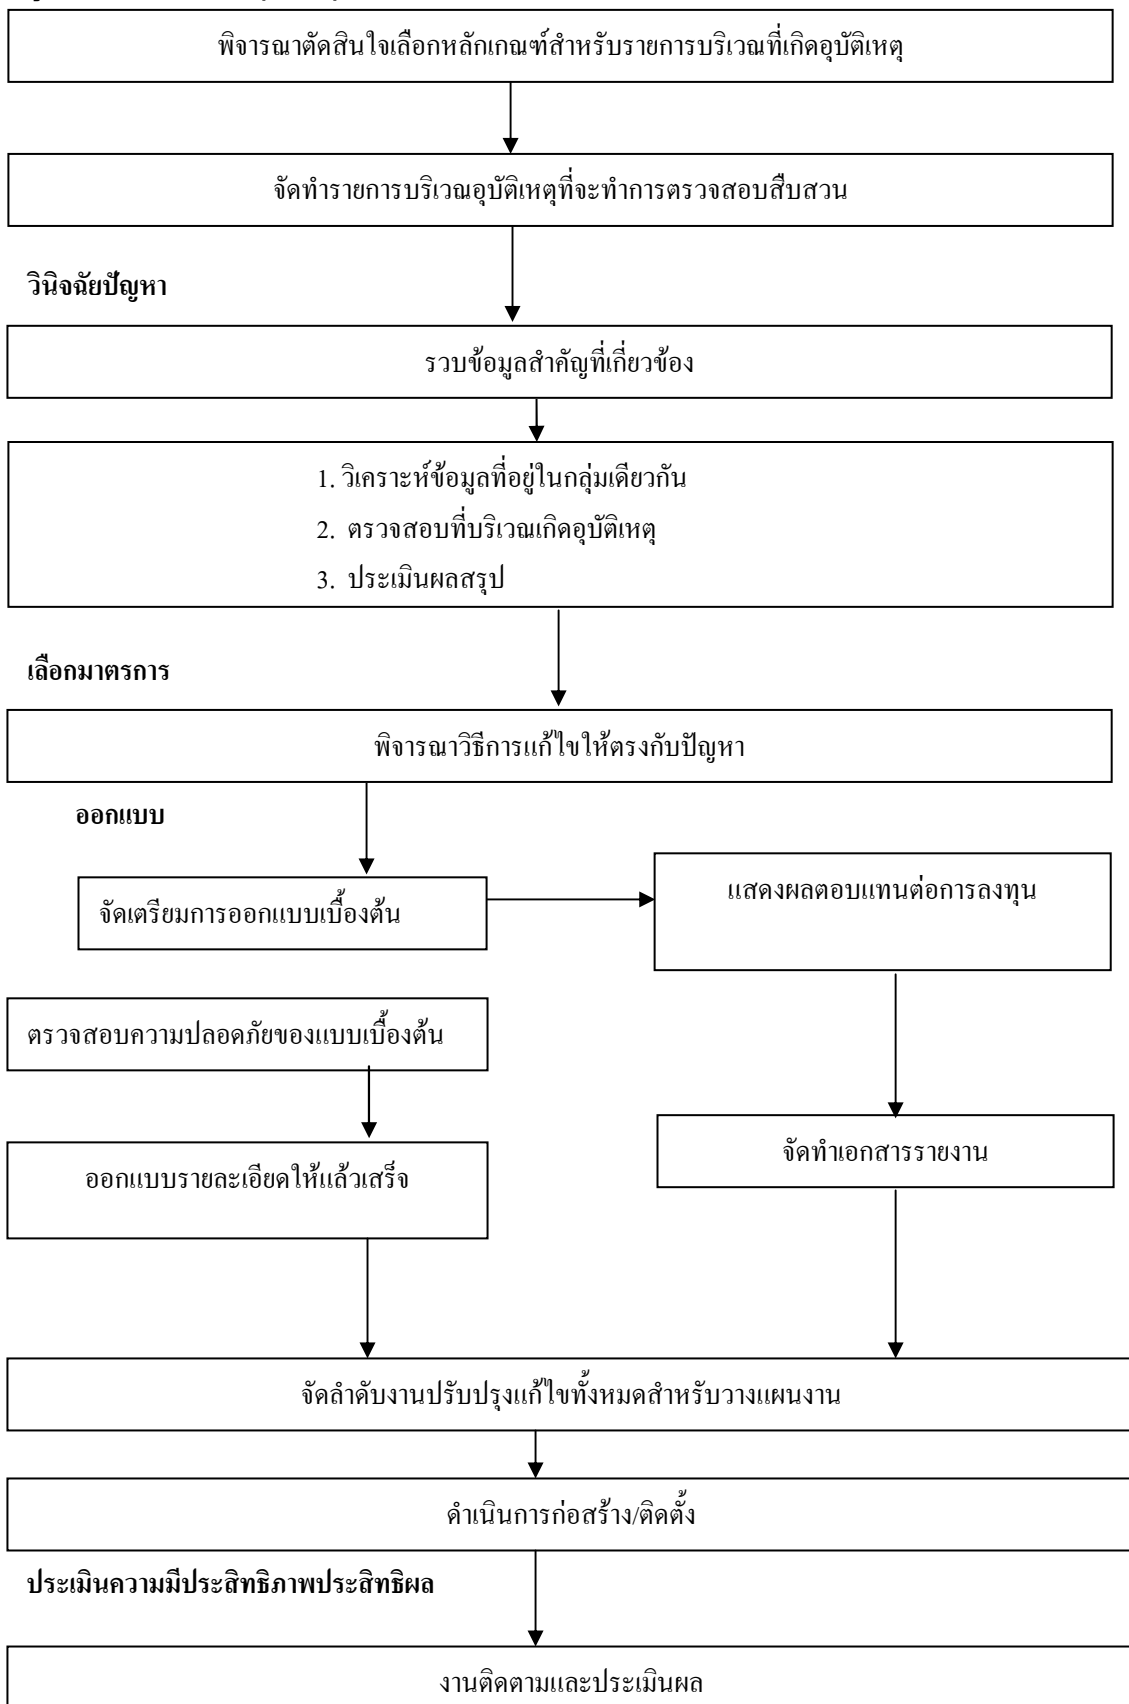 พิจารณาตัดสินใจเลือกหลักเกณฑ์สำหรับรายการบริเวณที่เกิดอุบัติเหตุ
จัดทำรายการบริเวณอุบัติเหตุที่จะทำการตรวจสอบสืบสวน
วินิจฉัยปัญหา
รวบข้อมูลสำคัญที่เกี่ยวข้อง
1. วิเคราะห์ข้อมูลที่อยู่ในกลุ่มเดียวกัน
2. ตรวจสอบที่บริเวณเกิดอุบัติเหตุ
3. ประเมินผลสรุป
เลือกมาตรการ
พิจารณาวิธีการแก้ไขให้ตรงกับปัญหา
ออกแบบ
จัดเตรียมการออกแบบเบื้องต้น
แสดงผลตอบแทนต่อการลงทุน
ตรวจสอบความปลอดภัยของแบบเบื้องต้น
จัดทำเอกสารรายงาน
ออกแบบรายละเอียดให้แล้วเสร็จ
จัดลำดับงานปรับปรุงแก้ไขทั้งหมดสำหรับวางแผนงาน
ดำเนินการก่อสร้าง/ติดตั้ง
ประเมินความมีประสิทธิภาพประสิทธิผล
งานติดตามและประเมินผล